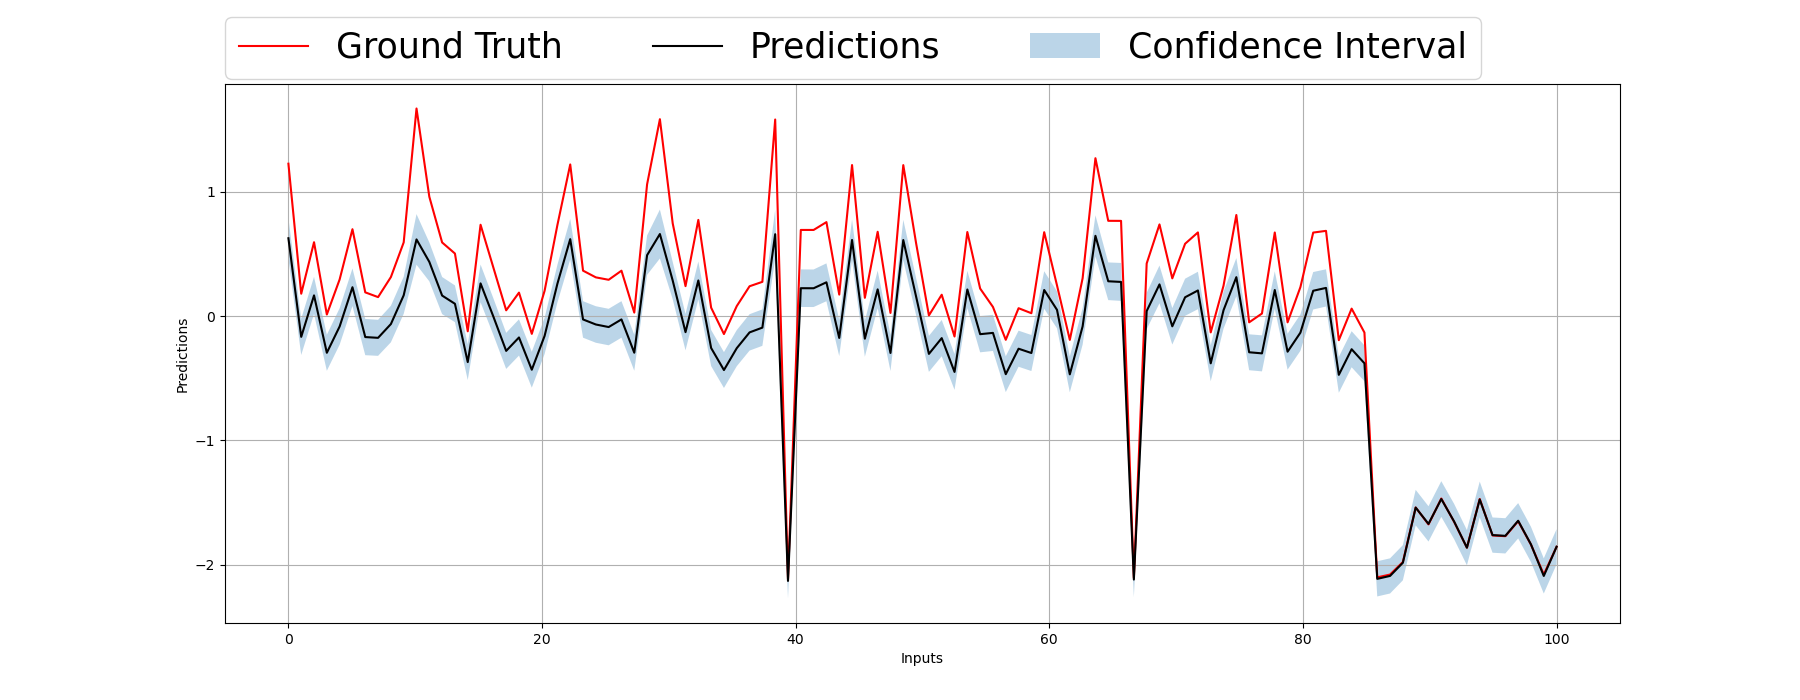 Ground Truth Predictions Confidence Interval
Predictions
1
0
−1
−2
0 20 40 60 80 100
Inputs